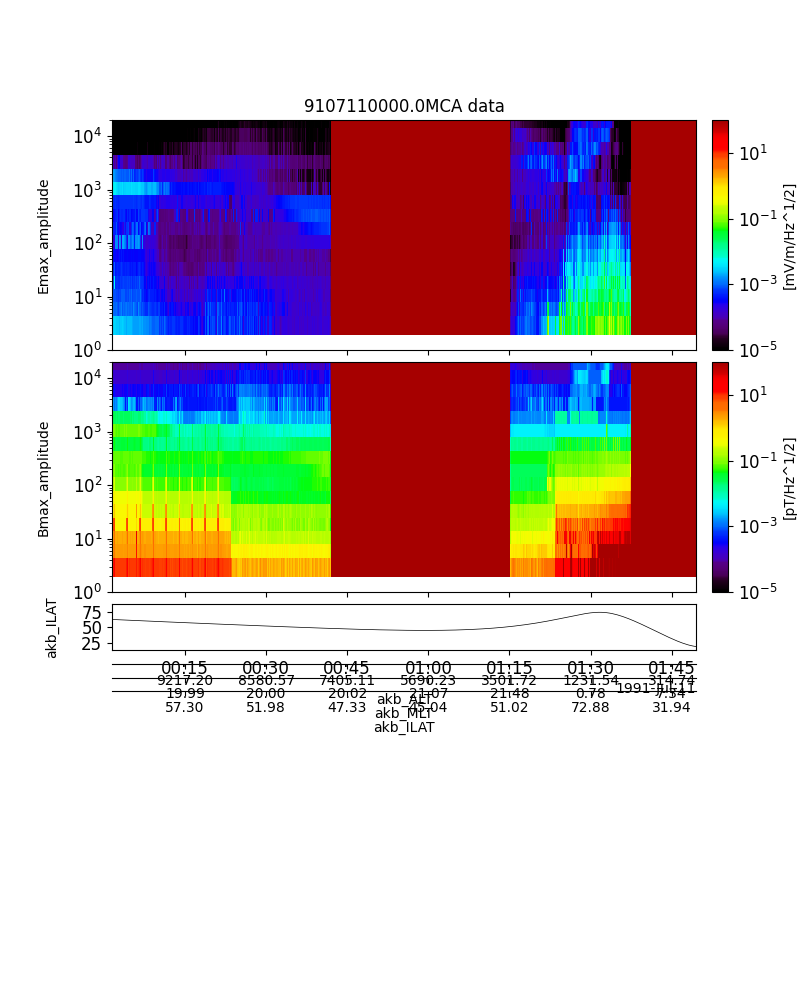 9107110000.0MCA data
Emax_amplitude
10^4
10^3
10^2
10^1
10^0
10^1
10^-1
10^-3
10^-5
[mV/m/Hz^1/2]
Bmax_amplitude
10^4
10^3
10^2
10^1
10^0
10^1
10^-1
10^-3
10^-5
[pT/Hz^1/2]
akb_ILAT
75
50
25
00:15 00:30 00:45 01:00 01:15 01:30 01:45
9217.20 8580.57 7405.11 5690.23 3501.72 1231.54 314.74
1991-Jul-11
19.99 20.00 20.02 21.07 21.48 0.78 7.54
akb_ALT
57.30 51.98 47.33 45.04 51.02 72.88 31.94
akb_MLT
akb_ILAT